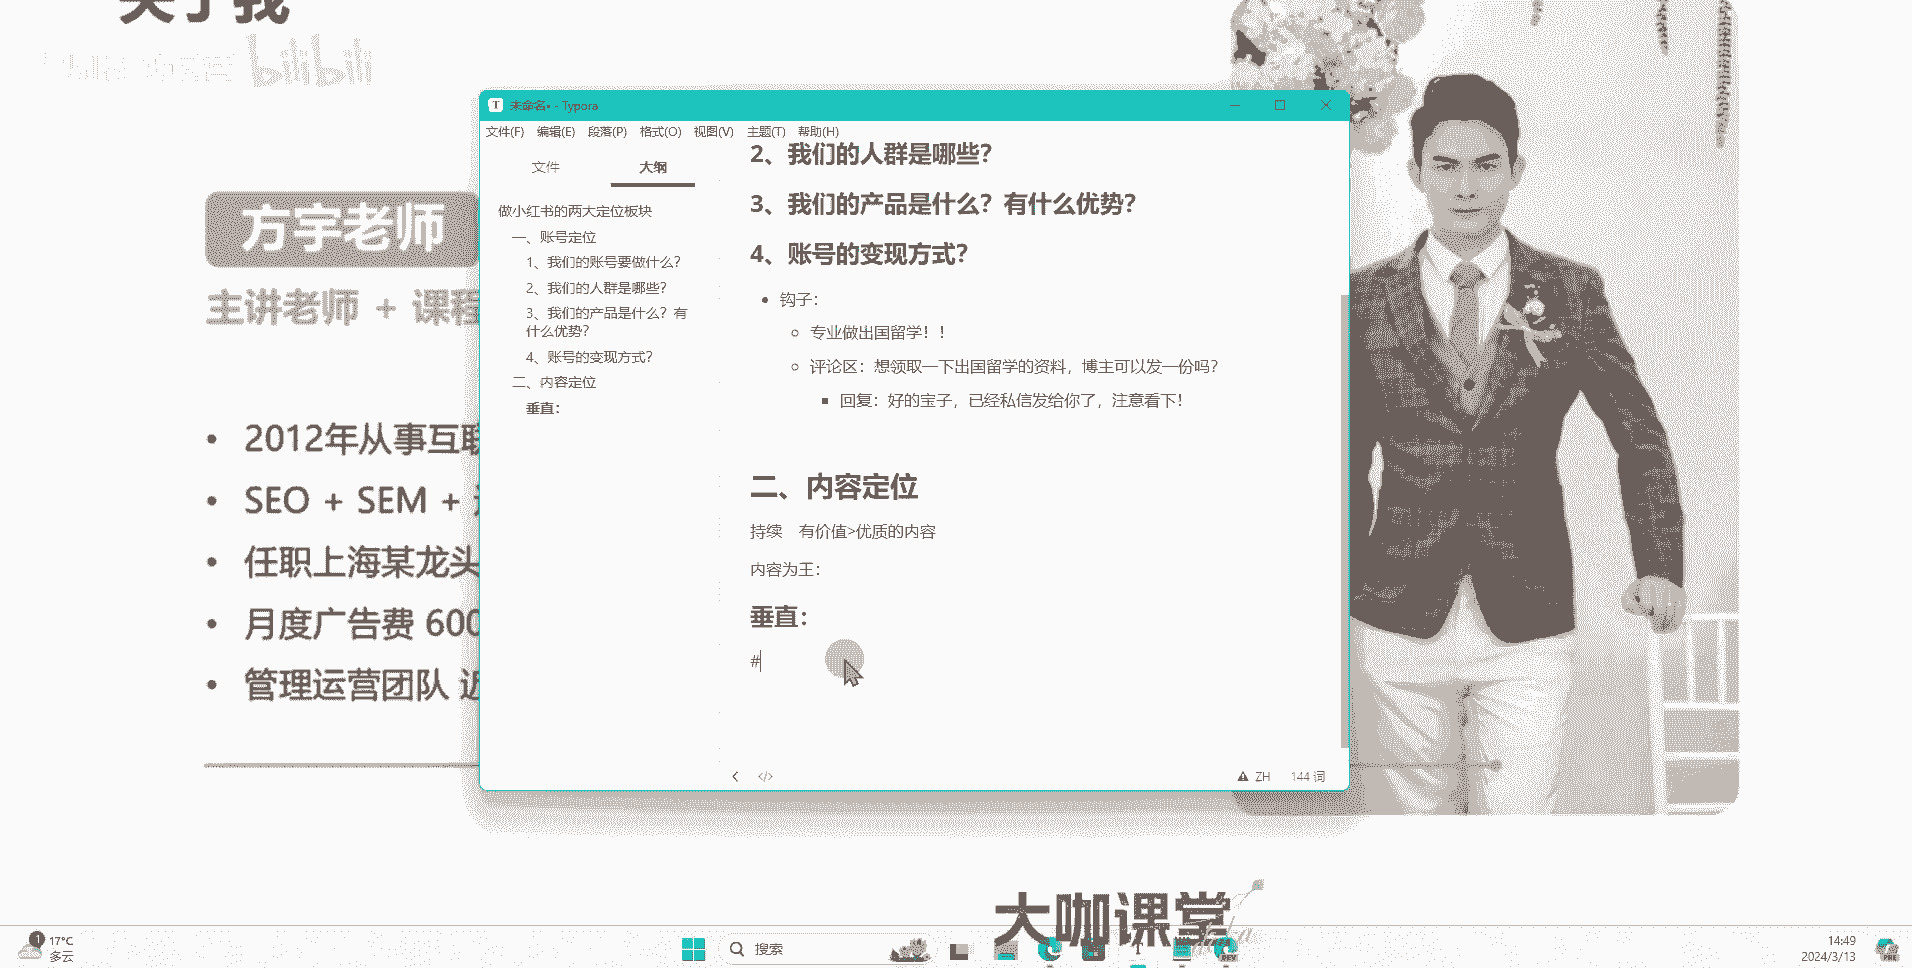 关于我
bilibili
方宇老师
主讲老师 + 课程
• 2012年从事互联
• SEO + SEM +
• 任职上海某龙头
• 月度广告费 600
• 管理运营团队 近
未命名• - Typora
文件(F) 编辑(E) 段落(P) 格式(O) 视图(V) 主题(T) 帮助(H)
文件 大纲
做小红书的两大定位板块
一、账号定位
1、我们的账号要做什么？
2、我们的人群是哪些？
3、我们的产品是什么？有
什么优势？
4、账号的变现方式？
二、内容定位
垂直：
2、我们的人群是哪些？
3、我们的产品是什么？有什么优势？
4、账号的变现方式？
• 钩子：
◦ 专业做出国留学！！
◦ 评论区：想领取一下出国留学的资料，博主可以发一份吗？
▪ 回复：好的宝子，已经私信发给你了，注意看下！
二、内容定位
持续 有价值>优质的内容
内容为王：
垂直：
#
ZH 144 词
大咖课堂
1
17°C
多云
搜索
DEV
14:49
2024/3/13
PRE